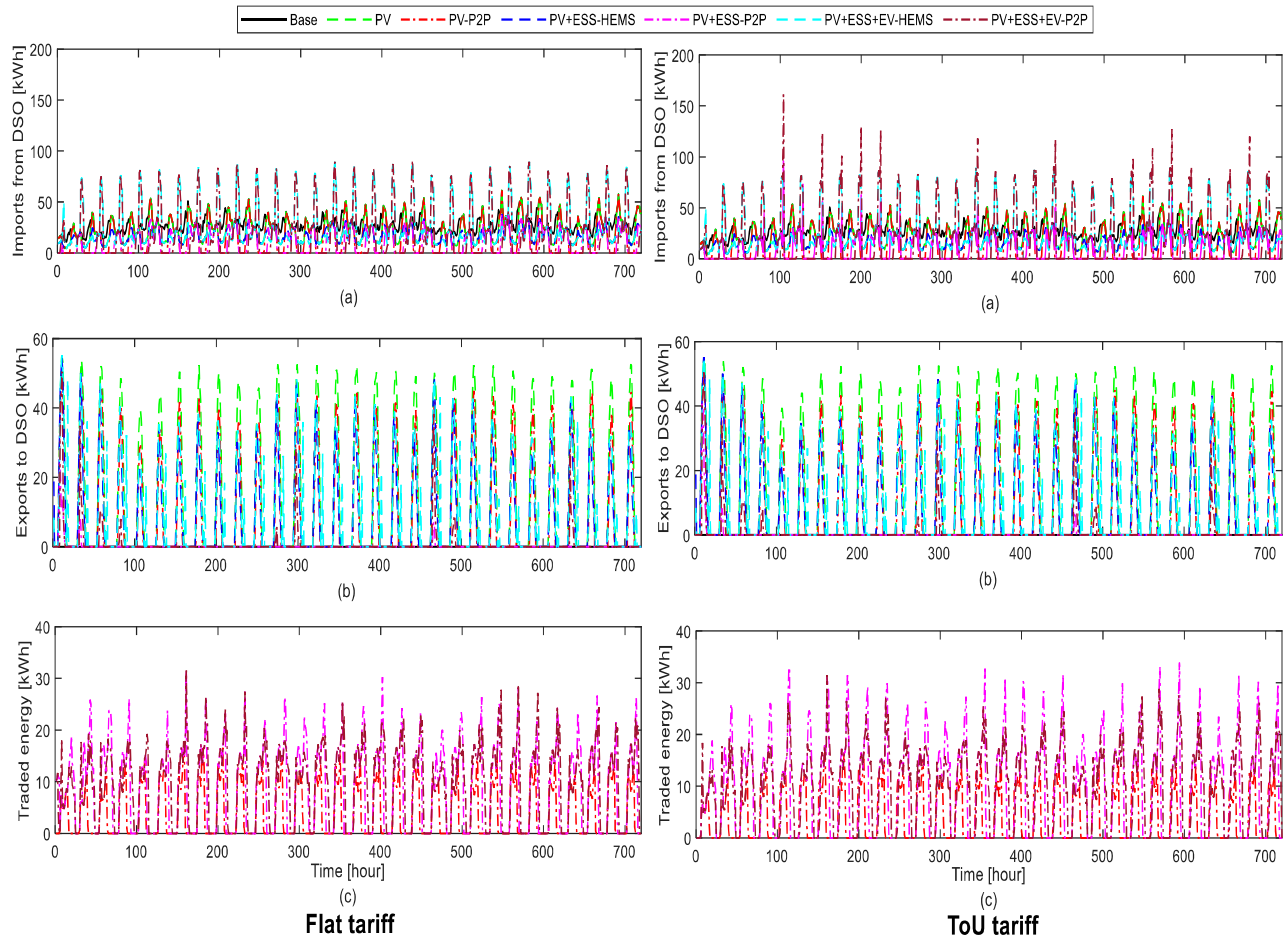 Base PV PV-P2P PV+ESS-HEMS PV+ESS-P2P PV+ESS+EV-HEMS PV+ESS+EV-P2P
Imports from DSO [kWh]
200
150
100
50
0
0 100 200 300 400 500 600 700
(a)
Imports from DSO [kWh]
200
150
100
50
0
0 100 200 300 400 500 600 700
(a)
Exports to DSO [kWh]
60
40
20
0
0 100 200 300 400 500 600 700
(b)
Exports to DSO [kWh]
60
40
20
0
0 100 200 300 400 500 600 700
(b)
Traded energy [kWh]
40
30
20
10
0
0 100 200 300 400 500 600 700
Time [hour]
(c)
Flat tariff
Traded energy [kWh]
40
30
20
10
0
0 100 200 300 400 500 600 700
Time [hour]
(c)
ToU tariff